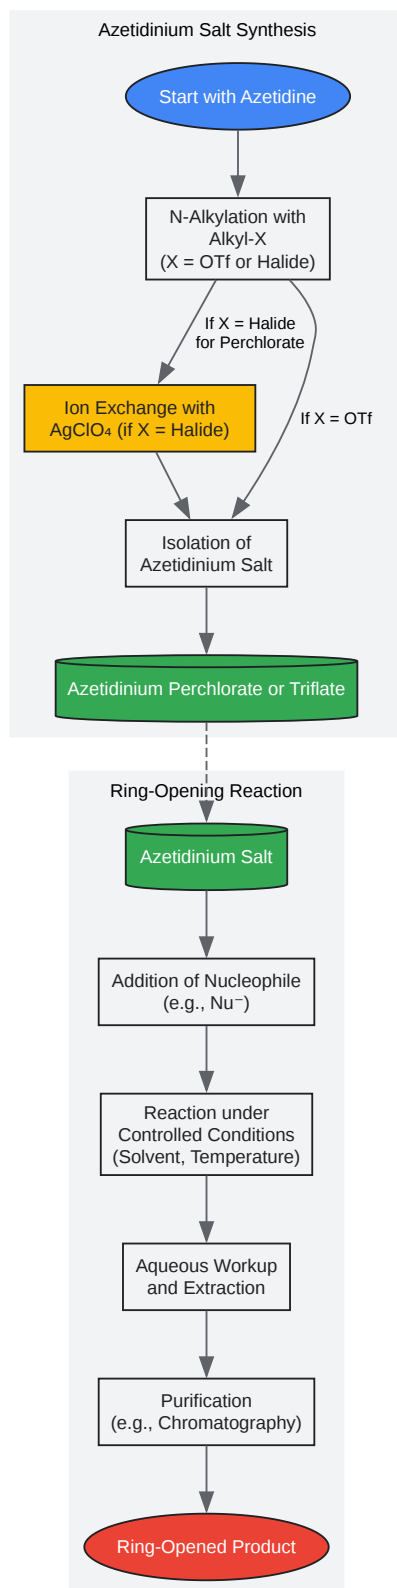 Azetidinium Salt Synthesis
Start with Azetidine
N-Alkylation with
Alkyl-X
(X = OTf or Halide)
If X = Halide
for Perchlorate
Ion Exchange with
AgClO₄ (if X = Halide)
If X = OTf
Isolation of
Azetidinium Salt
Azetidinium Perchlorate or Triflate
Ring-Opening Reaction
Azetidinium Salt
Addition of Nucleophile
(e.g., Nu⁻)
Reaction under
Controlled Conditions
(Solvent, Temperature)
Aqueous Workup
and Extraction
Purification
(e.g., Chromatography)
Ring-Opened Product